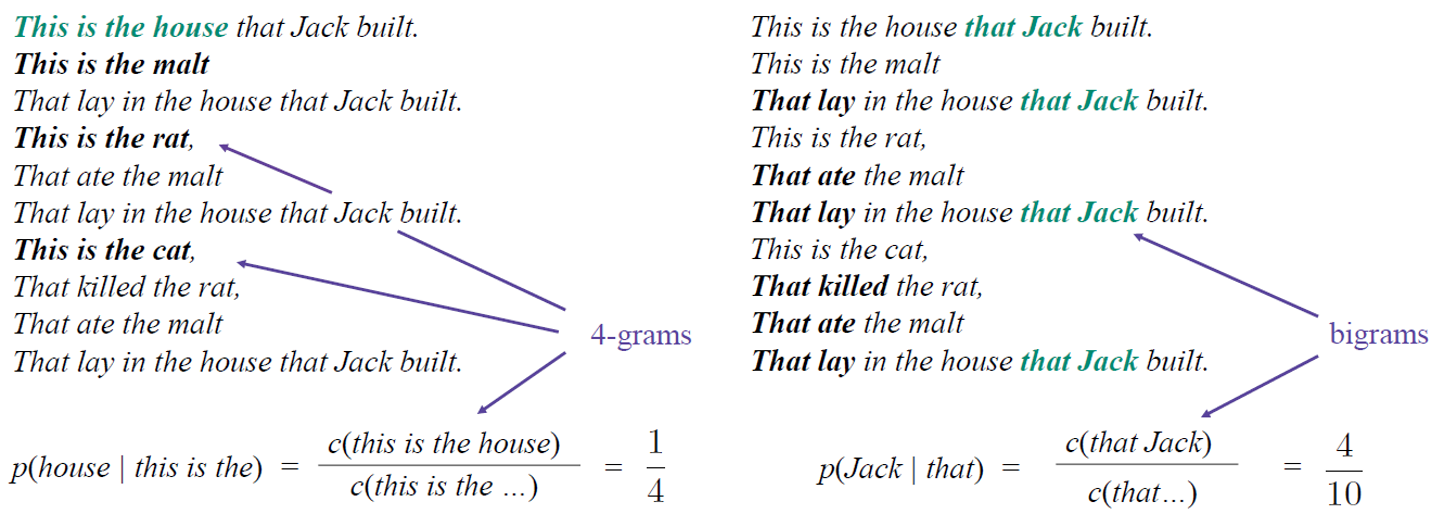 This is the house that Jack built.
This is the malt
That lay in the house that Jack built.
This is the rat,
That ate the malt
That lay in the house that Jack built.
This is the cat,
That killed the rat,
That ate the malt
That lay in the house that Jack built.
4-grams
p(house | this is the) = c(this is the house) / c(this is the ...) = 1/4
This is the house that Jack built.
This is the malt
That lay in the house that Jack built.
This is the rat,
That ate the malt
That lay in the house that Jack built.
This is the cat,
That killed the rat,
That ate the malt
That lay in the house that Jack built.
bigrams
p(Jack | that) = c(that Jack) / c(that...) = 4/10